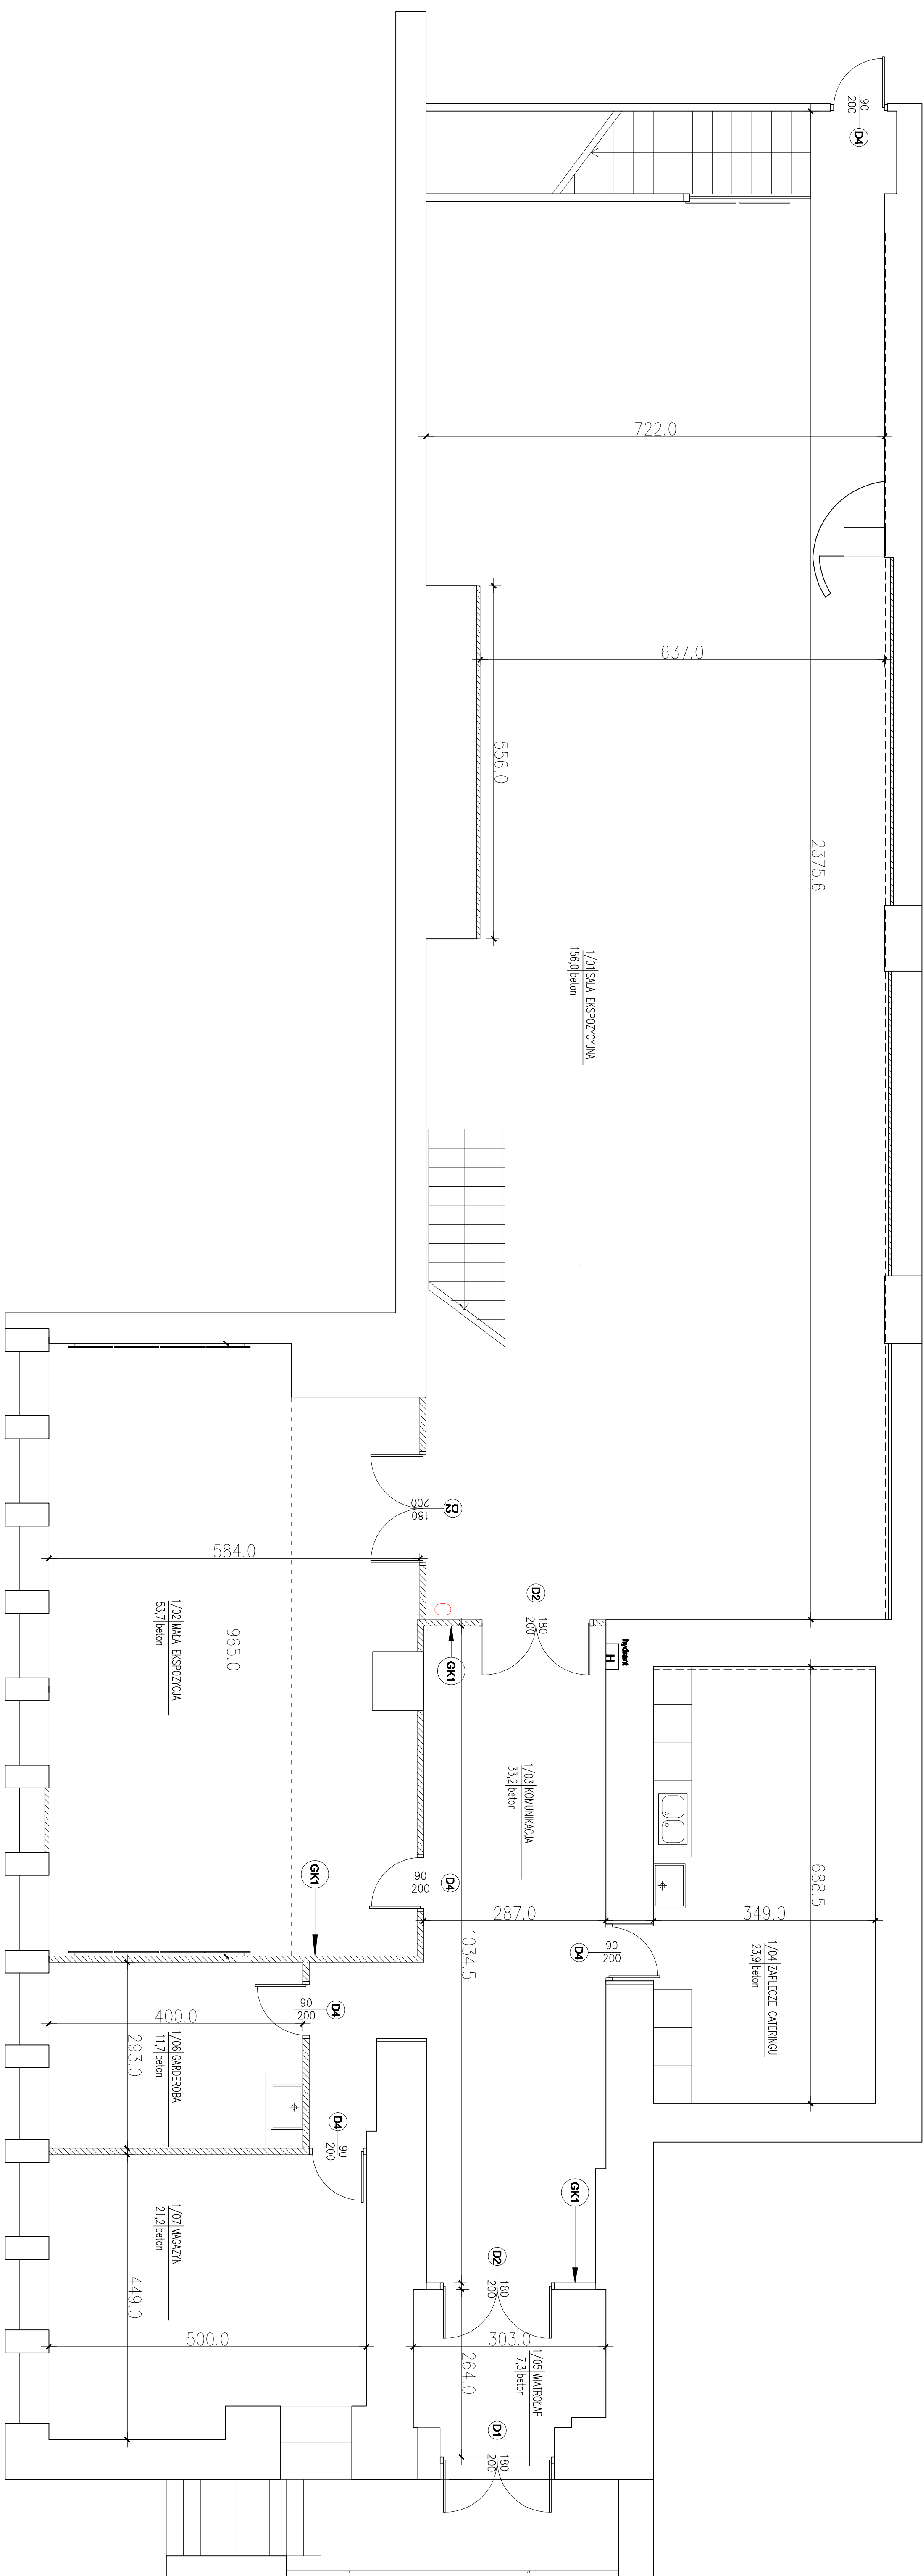 90
200
D4
722.0
637.0
556.0
2375.6
1/01 SALA EKSPOZYCYJNA
156,0 beton
D2
180
200
584.0
965.0
1/02 MAŁA EKSPOZYCJA
53,7 beton
C
GK1
D2
180
200
hydrant
H
1/03 KOMUNIKACJA
33,2 beton
688.5
349.0
1/04 ZAPLECZE CATERINGU
23,9 beton
GK1
D4
90
200
287.0
1034.5
D4
90
200
D4
90
200
400.0
293.0
1/06 GARDEROBA
11,7 beton
D4
90
200
GK1
1/07 MAGAZYN
21,2 beton
449.0
500.0
D2
180
200
303.0
264.0
1/05 WIATROŁAP
7,3 beton
D1
180
200